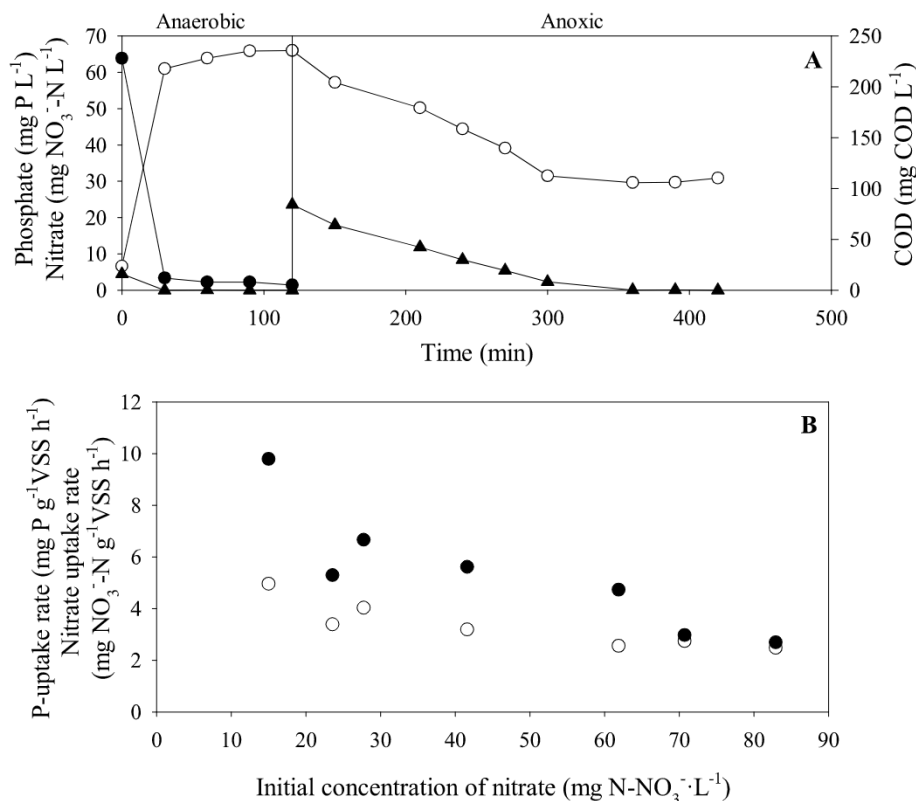 Anaerobic Anoxic
A
70
60
50
40
30
20
10
0
Phosphate (mg P L⁻¹)
Nitrate (mg NO₃⁻-N L⁻¹)
250
200
150
100
50
0
COD (mg COD L⁻¹)
0 100 200 300 400 500
Time (min)
B
12
10
8
6
4
2
0
P-uptake rate (mg P g⁻¹VSS h⁻¹)
Nitrate uptake rate
(mg NO₃⁻-N g⁻¹VSS h⁻¹)
0 10 20 30 40 50 60 70 80 90
Initial concentration of nitrate (mg N-NO₃⁻·L⁻¹)